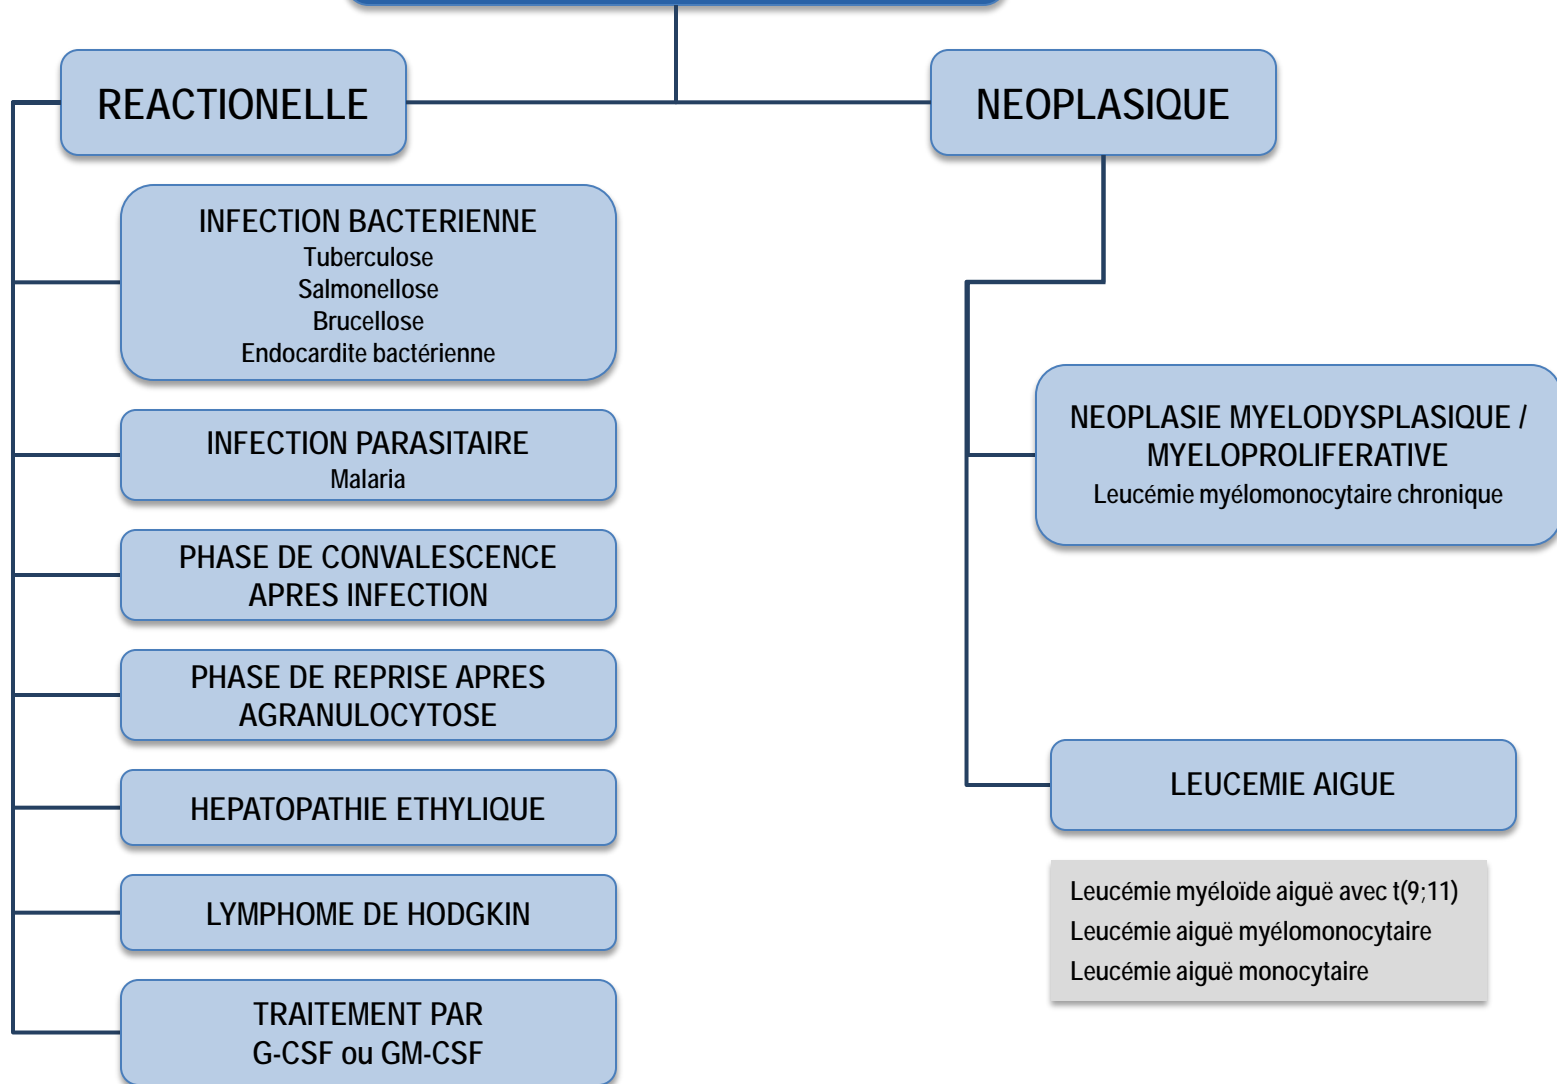 REACTIONELLE
NEOPLASIQUE
INFECTION BACTERIENNE
Tuberculose
Salmonellose
Brucellose
Endocardite bactérienne
INFECTION PARASITAIRE
Malaria
PHASE DE CONVALESCENCE
APRES INFECTION
PHASE DE REPRISE APRES
AGRANULOCYTOSE
HEPATOPATHIE ETHYLIQUE
LYMPHOME DE HODGKIN
TRAITEMENT PAR
G-CSF ou GM-CSF
NEOPLASIE MYELODYSPLASIQUE /
MYELOPROLIFERATIVE
Leucémie myélomonocytaire chronique
LEUCEMIE AIGUE
Leucémie myéloïde aiguë avec t(9;11)
Leucémie aiguë myélomonocytaire
Leucémie aiguë monocytaire